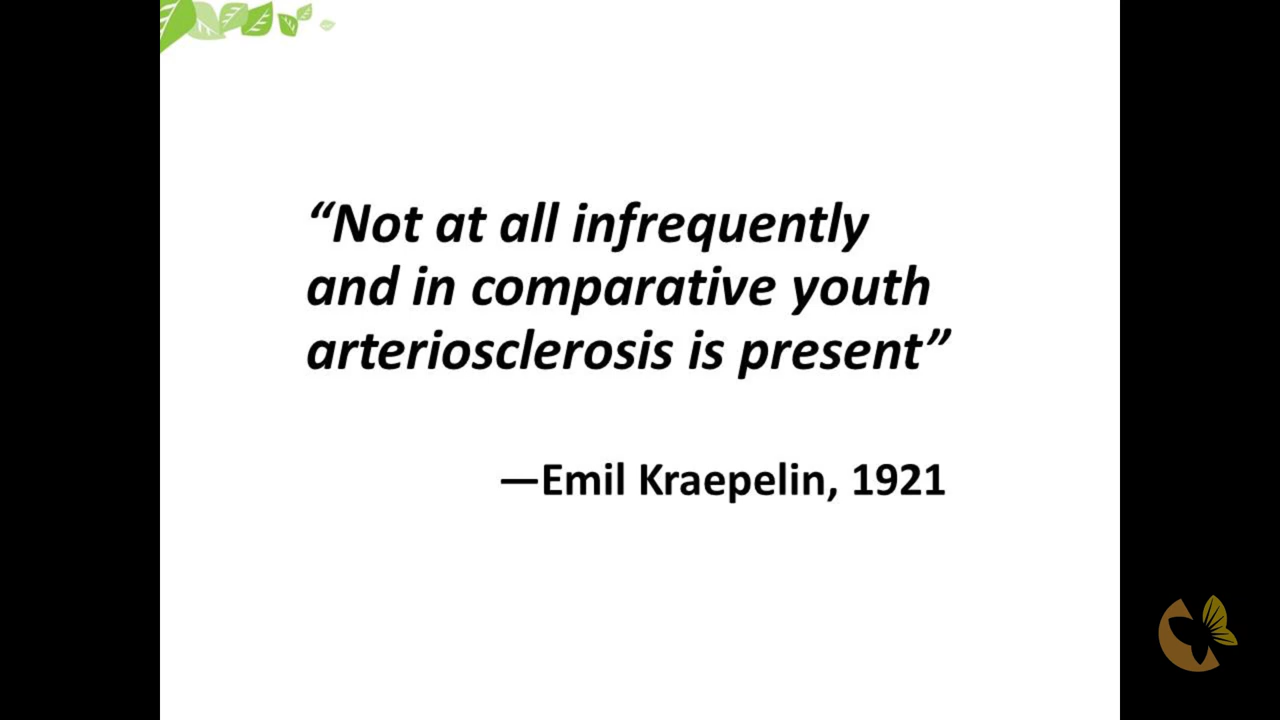 “Not at all infrequently
and in comparative youth
arteriosclerosis is present”
—Emil Kraepelin, 1921